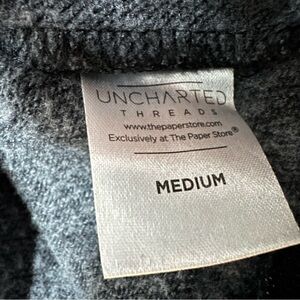 UNCHARTED
THREADS
www.thepaperstore.com
Exclusively at The Paper Store®
MEDIUM